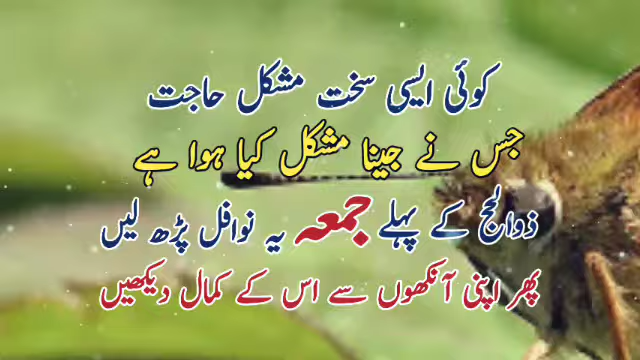 کوئی ایسی سخت مشکل حاجت
جس نے جینا مشکل کیا ہوا ہے
ذوالحج کے پہلے جمعہ یہ نوافل پڑھ لیں
پھر اپنی آنکھوں سے اس کے کمال دیکھیں